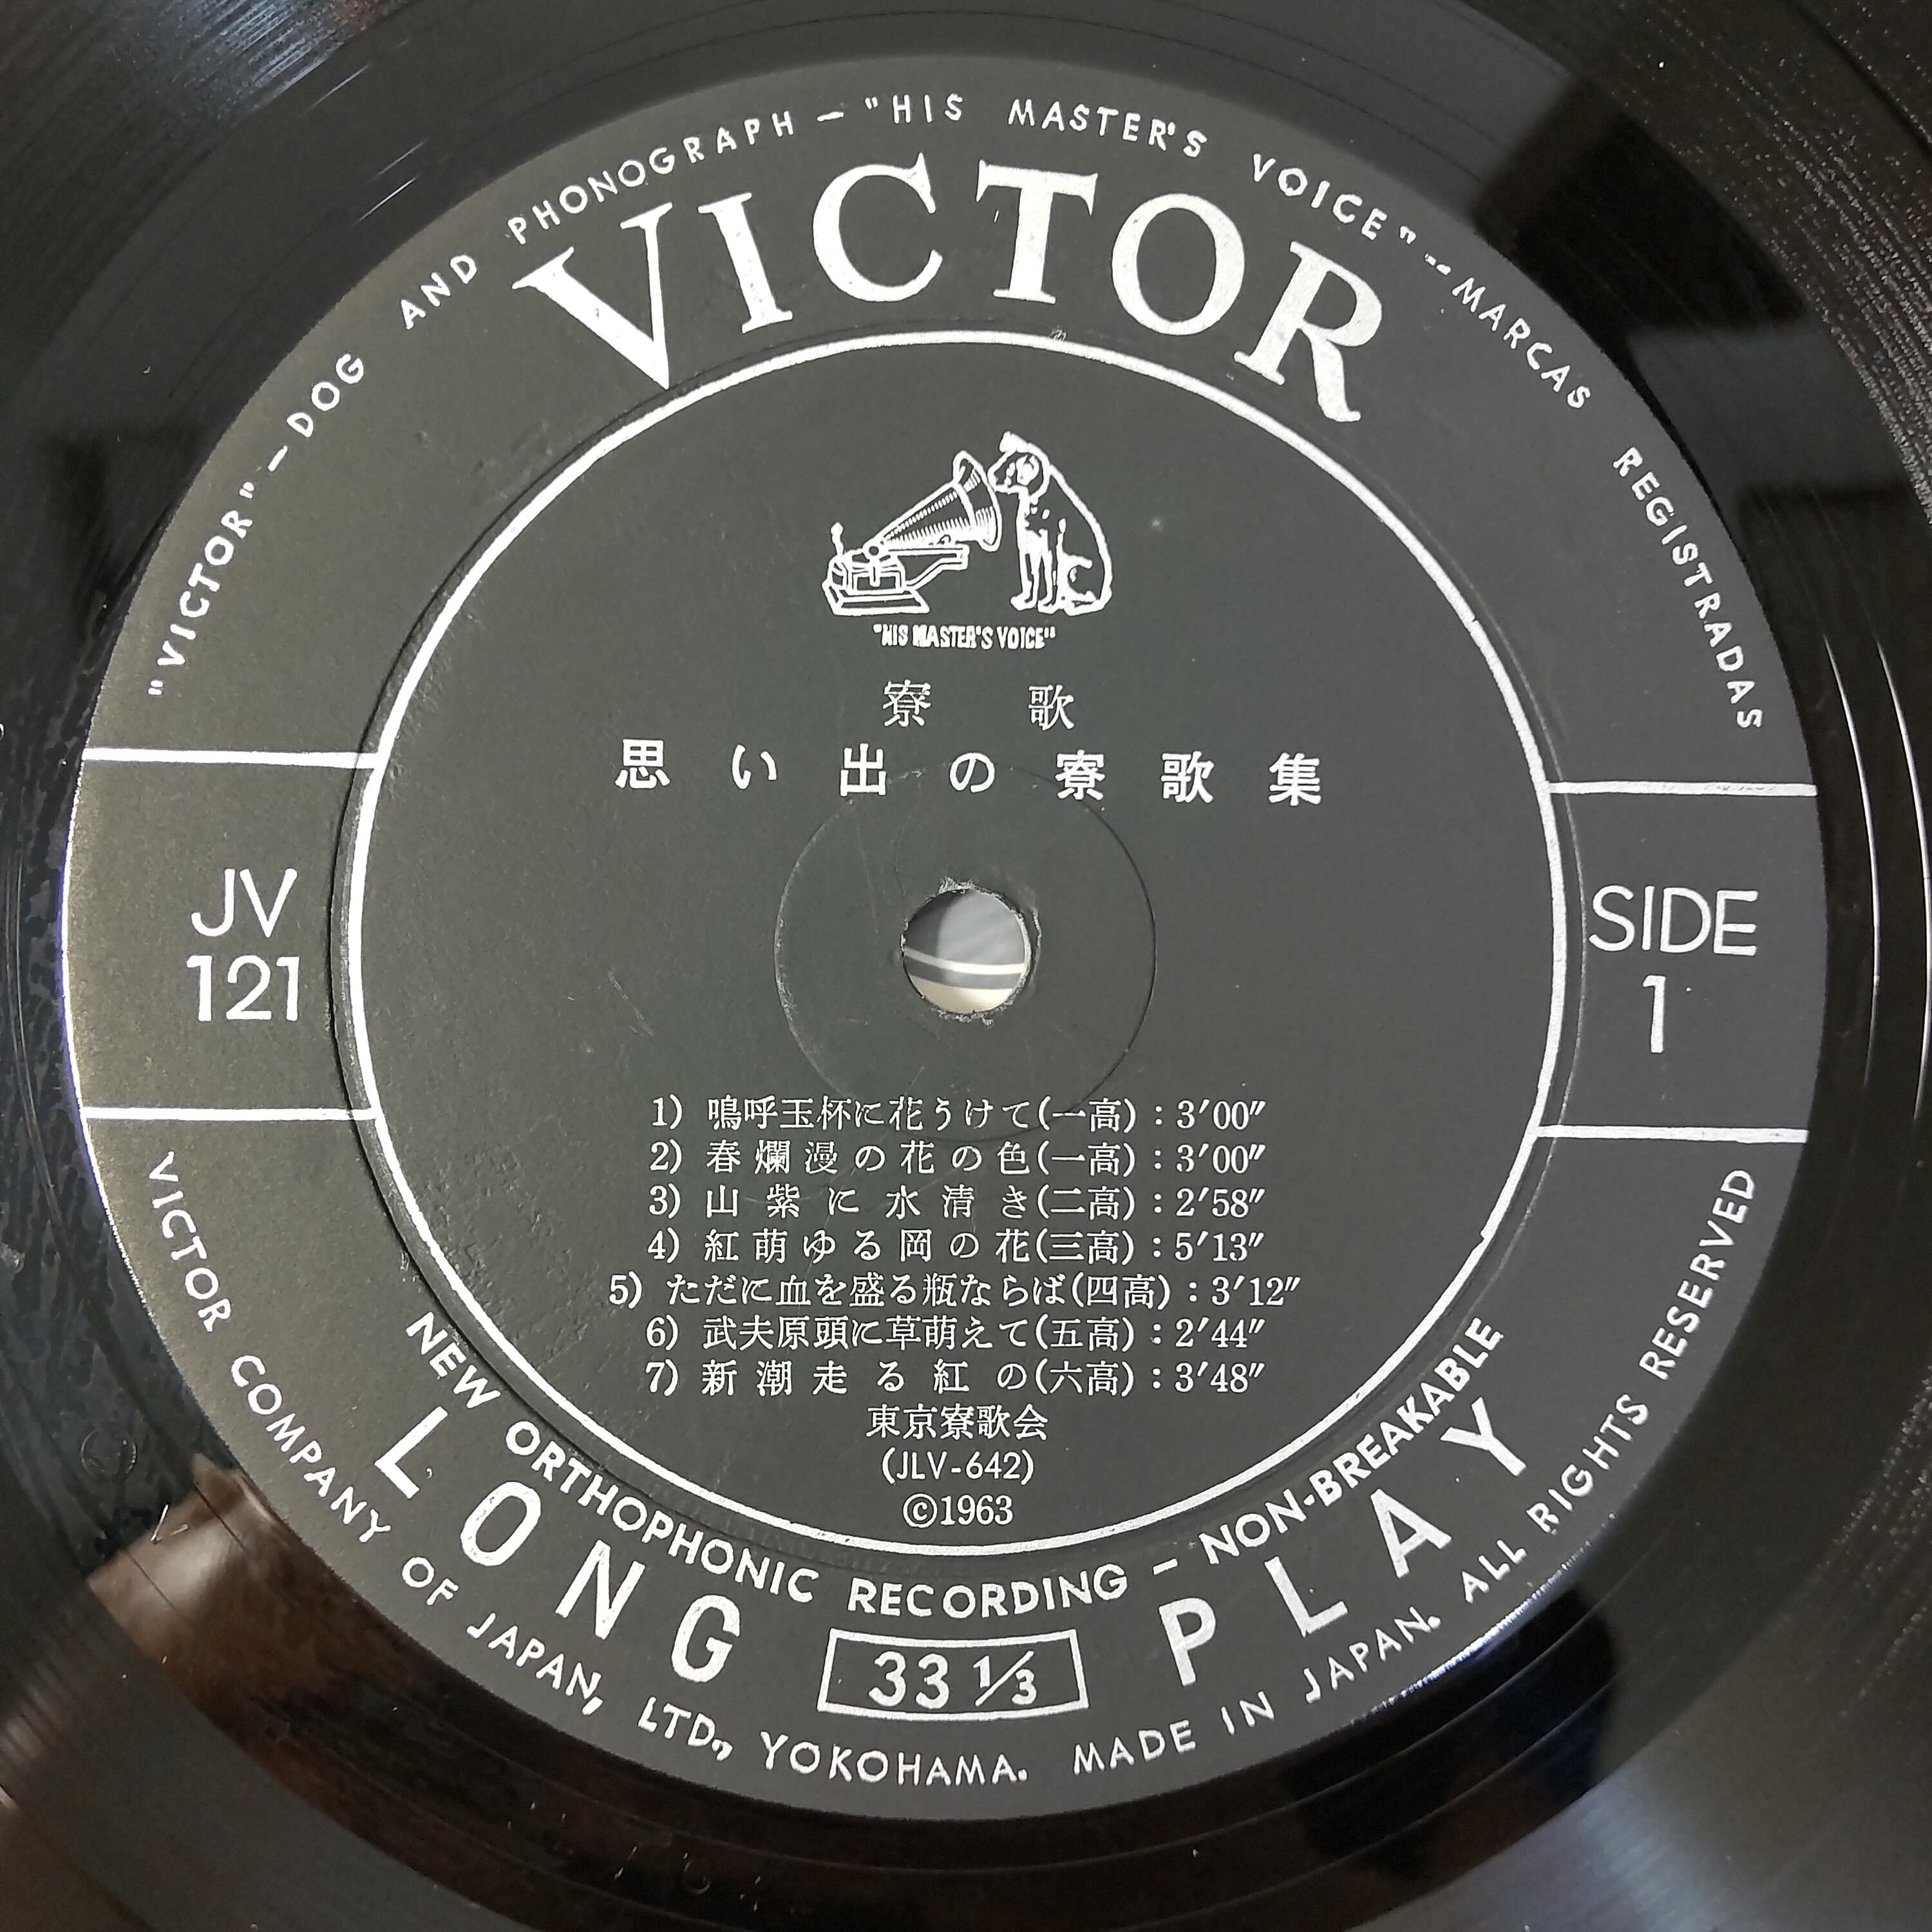 "VICTOR" – DOG AND PHONOGRAPH – "HIS MASTER'S VOICE" – MARCAS REGISTRADAS
VICTOR
"HIS MASTER'S VOICE"
寮 歌
思い出の寮歌集
JV
121
SIDE
1
1) 嗚呼玉杯に花うけて(一高) : 3′00″
2) 春爛漫の花の色(一高) : 3′00″
3) 山紫に水清き(二高) : 2′58″
4) 紅萌ゆる岡の花(三高) : 5′13″
5) ただに血を盛る瓶ならば(四高) : 3′12″
6) 武夫原頭に草萌えて(五高) : 2′44″
7) 新潮走る紅の(六高) : 3′48″
東京寮歌会
(JLV-642)
©1963
NEW ORTHOPHONIC RECORDING – NON-BREAKABLE
LONG PLAY
33 1/3
VICTOR COMPANY OF JAPAN, LTD., YOKOHAMA. MADE IN JAPAN. ALL RIGHTS RESERVED